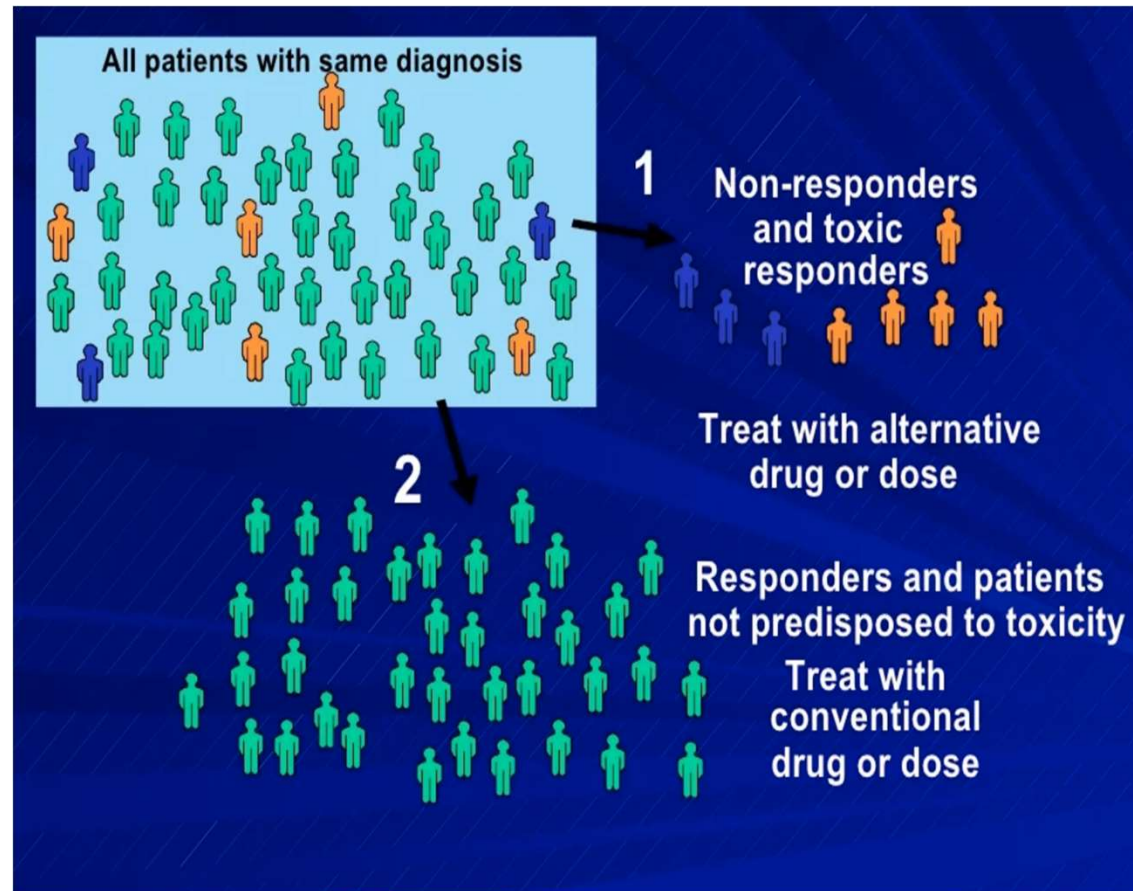 All patients with same diagnosis
1
Non-responders
and toxic
responders
Treat with alternative
drug or dose
2
Responders and patients
not predisposed to toxicity
Treat with
conventional
drug or dose